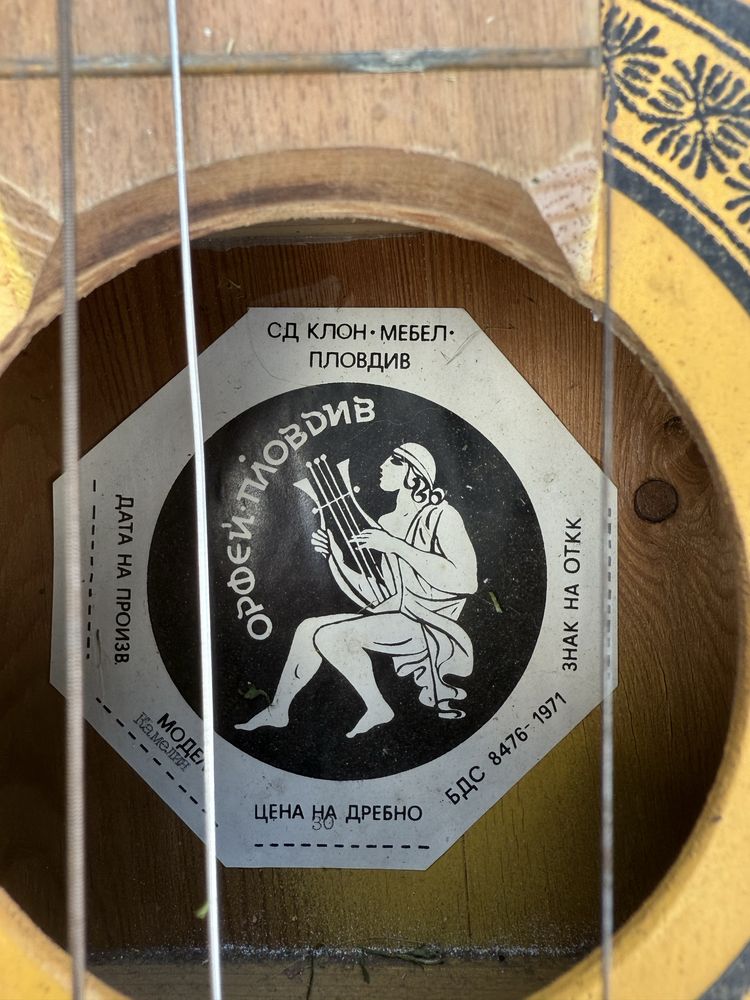 СД КЛОН·МЕБЕЛ·
ПЛОВДИВ
ОРФЕЙ·ПЛОВДИВ
ДАТА НА ПРОИЗВ.
ЗНАК НА ОТКК
МОДЕЛ
Камелия
БДС 8476-1971
ЦЕНА НА ДРЕБНО
30